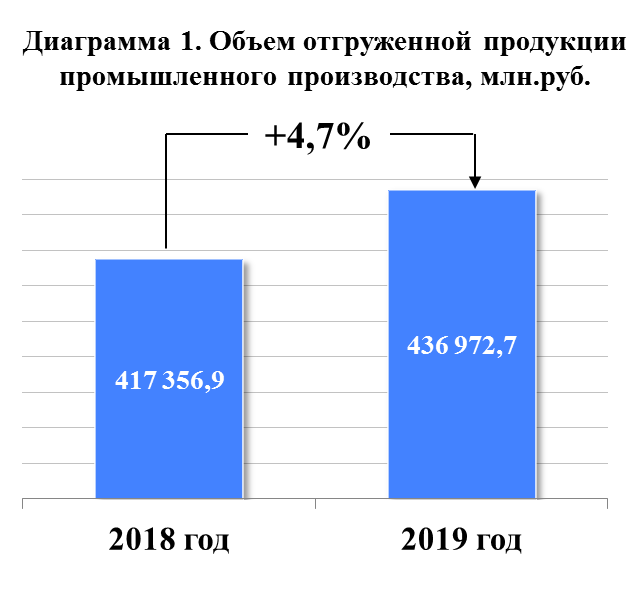 Диаграмма 1. Объем отгруженной продукции
промышленного производства, млн.руб.
+4,7%
436 972,7
417 356,9
2018 год
2019 год